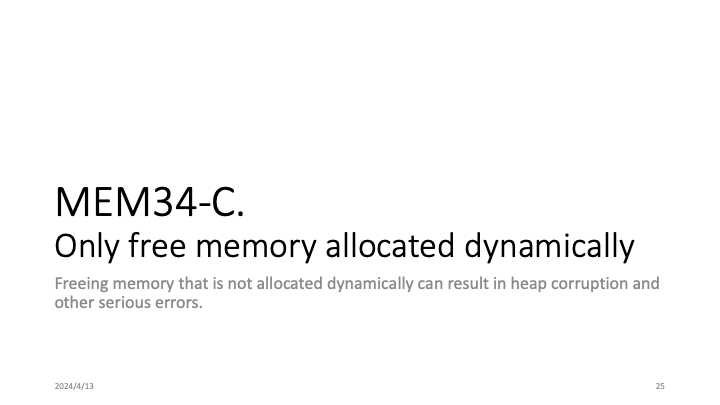 MEM34-C.
Only free memory allocated dynamically
Freeing memory that is not allocated dynamically can result in heap corruption and
other serious errors.
2024/4/13
25